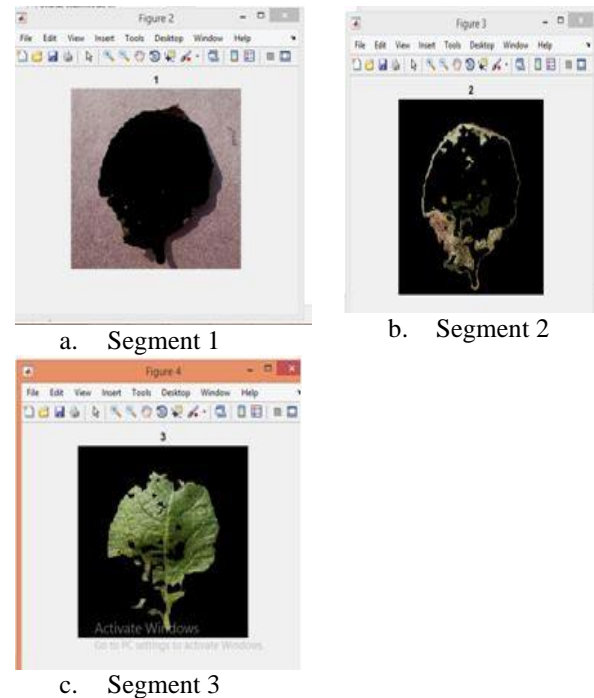 Figure 2
File Edit View Insert Tools Desktop Window Help
1
a. Segment 1
Figure 3
File Edit View Insert Tools Desktop Window Help
2
b. Segment 2
Figure 4
File Edit View Insert Tools Desktop Window Help
3
Activate Windows
Go to PC settings to activate Windows.
c. Segment 3